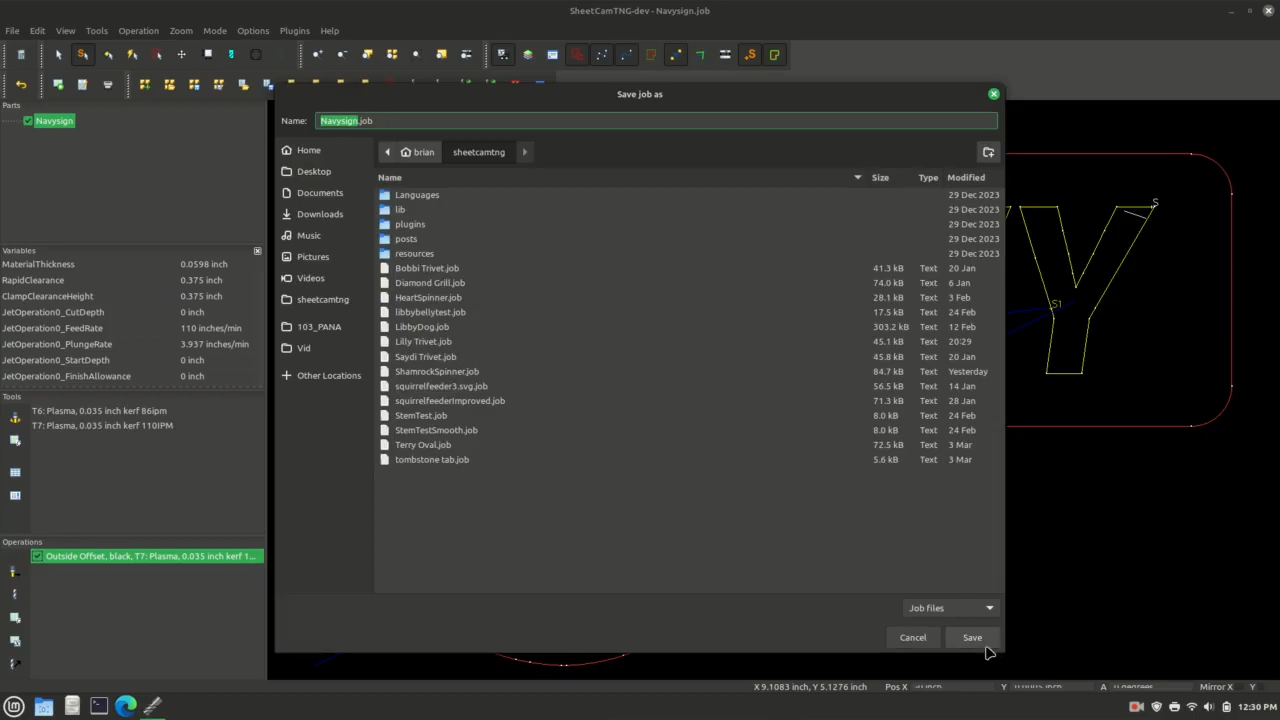 SheetCamTNG-dev - Navysign.job
File Edit View Tools Operation Zoom Mode Options Plugins Help
Parts
Navysign
Variables
MaterialThickness 0.0598 inch
RapidClearance 0.375 inch
ClampClearanceHeight 0.375 inch
JetOperation0_CutDepth 0 inch
JetOperation0_FeedRate 110 inches/min
JetOperation0_PlungeRate 3.937 inches/min
JetOperation0_StartDepth 0 inch
JetOperation0_FinishAllowance 0 inch
Tools
T6: Plasma, 0.035 inch kerf 86ipm
T7: Plasma, 0.035 inch kerf 110IPM
Operations
Outside Offset, black, T7: Plasma, 0.035 inch kerf 1...
Save job as
Name: Navysign.job
Home
Desktop
Documents
Downloads
Music
Pictures
Videos
sheetcamtng
103_PANA
Vid
Other Locations
brian sheetcamtng
Name Size Type Modified
Languages 29 Dec 2023
lib 29 Dec 2023
plugins 29 Dec 2023
posts 29 Dec 2023
resources 29 Dec 2023
Bobbi Trivet.job 41.3 kB Text 20 Jan
Diamond Grill.job 74.0 kB Text 6 Jan
HeartSpinner.job 28.1 kB Text 3 Feb
libbybellytest.job 17.5 kB Text 24 Feb
LibbyDog.job 303.2 kB Text 12 Feb
Lilly Trivet.job 45.1 kB Text 20:29
Saydi Trivet.job 45.8 kB Text 20 Jan
ShamrockSpinner.job 84.7 kB Text Yesterday
squirrelfeeder3.svg.job 56.5 kB Text 14 Jan
squirrelfeederImproved.job 71.3 kB Text 28 Jan
StemTest.job 8.0 kB Text 24 Feb
StemTestSmooth.job 8.0 kB Text 24 Feb
Terry Oval.job 72.5 kB Text 3 Mar
tombstone tab.job 5.6 kB Text 3 Mar
Job files
Cancel Save
S
S1
Y
X 9.1083 inch, Y 5.1276 inch Pos X Y A 0 degrees Mirror X Y
12:30 PM